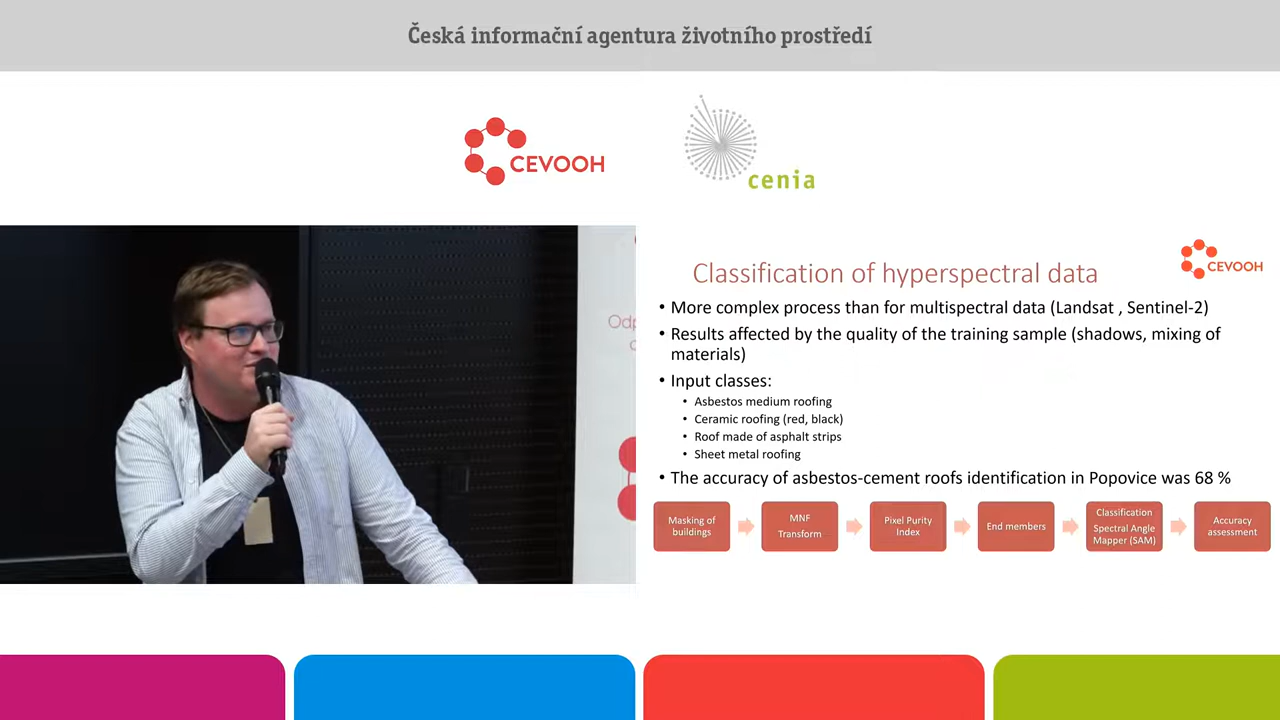 Česká informační agentura životního prostředí
CEVOOH
cenia
Odp
Classification of hyperspectral data
CEVOOH
• More complex process than for multispectral data (Landsat , Sentinel-2)
• Results affected by the quality of the training sample (shadows, mixing of
materials)
• Input classes:
• Asbestos medium roofing
• Ceramic roofing (red, black)
• Roof made of asphalt strips
• Sheet metal roofing
• The accuracy of asbestos-cement roofs identification in Popovice was 68 %
Masking of
buildings
MNF
Transform
Pixel Purity
Index
End members
Classification
Spectral Angle
Mapper (SAM)
Accuracy
assessment